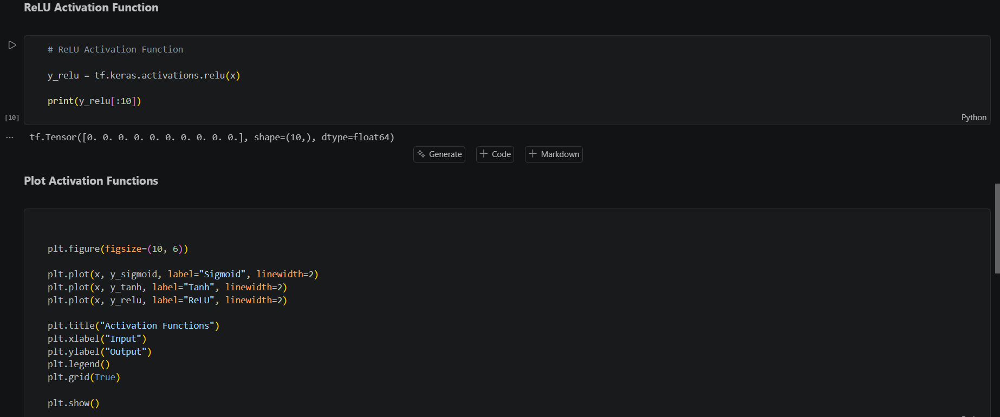 ReLU Activation Function
# ReLU Activation Function
y_relu = tf.keras.activations.relu(x)
print(y_relu[:10])
[10]
Python
... tf.Tensor([0. 0. 0. 0. 0. 0. 0. 0. 0. 0.], shape=(10,), dtype=float64)
Generate + Code + Markdown
Plot Activation Functions
plt.figure(figsize=(10, 6))
plt.plot(x, y_sigmoid, label="Sigmoid", linewidth=2)
plt.plot(x, y_tanh, label="Tanh", linewidth=2)
plt.plot(x, y_relu, label="ReLU", linewidth=2)
plt.title("Activation Functions")
plt.xlabel("Input")
plt.ylabel("Output")
plt.legend()
plt.grid(True)
plt.show()